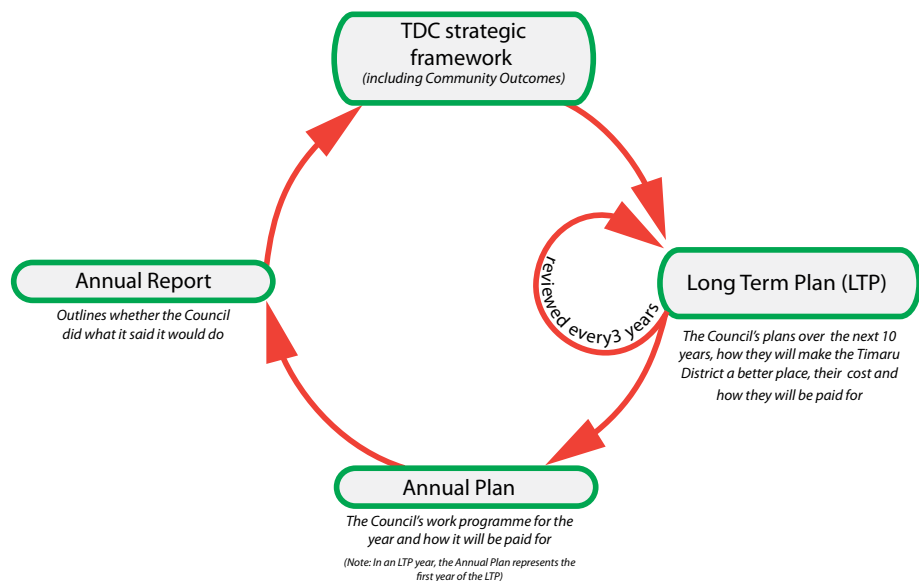 TDC strategic
framework
(including Community Outcomes)
reviewed every3 years
Long Term Plan (LTP)
The Council's plans over the next 10
years, how they will make the Timaru
District a better place, their cost and
how they will be paid for
Annual Report
Outlines whether the Council
did what it said it would do
Annual Plan
The Council's work programme for the
year and how it will be paid for
(Note: In an LTP year, the Annual Plan represents the
first year of the LTP)